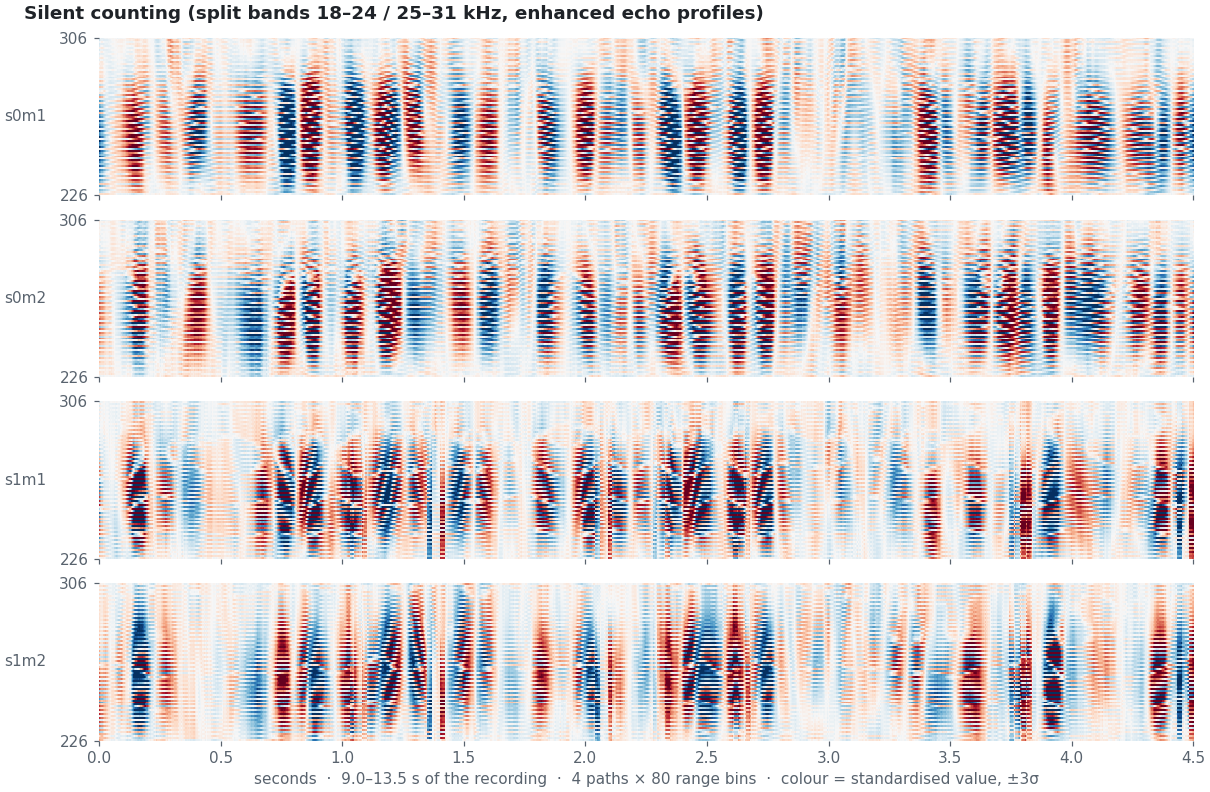 Silent counting (split bands 18–24 / 25–31 kHz, enhanced echo profiles)
306
s0m1
226
306
s0m2
226
306
s1m1
226
306
s1m2
226
0.0 0.5 1.0 1.5 2.0 2.5 3.0 3.5 4.0 4.5
seconds · 9.0–13.5 s of the recording · 4 paths × 80 range bins · colour = standardised value, ±3σ